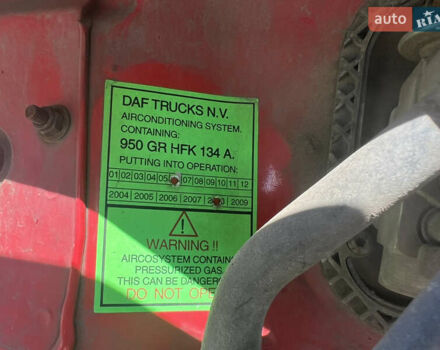 auto RIA
DAF TRUCKS N.V.
AIRCONDITIONING SYSTEM.
CONTAINING:
950 GR HFK 134 A.
PUTTING INTO OPERATION:
01 02 03 04 05 07 08 09 10 11 12
2004 2005 2006 2007 2009
WARNING !!
AIRCOSYSTEM CONTAIN
PRESSURIZED GAS
THIS CAN BE DANGER
DO NOT OPE